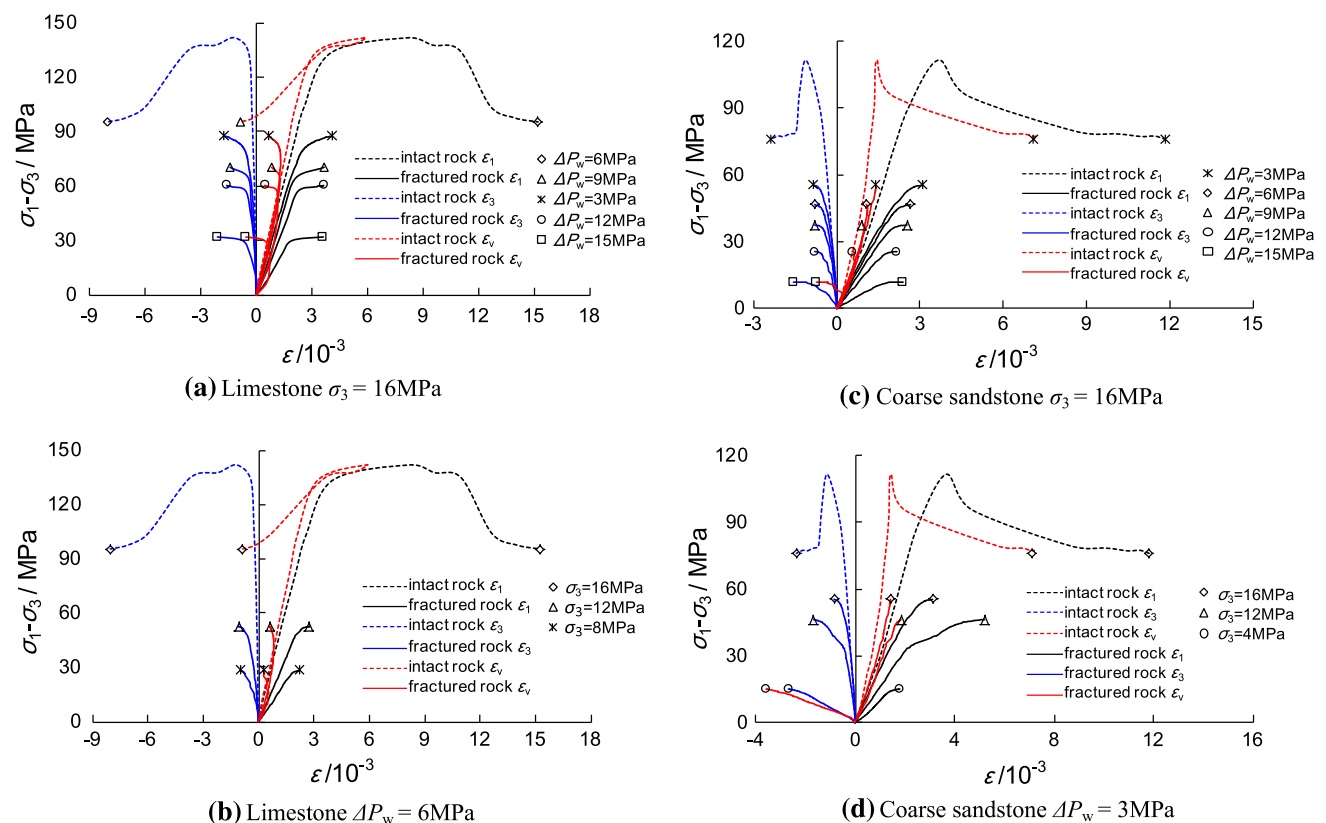 150
120
90
60
30
0
σ1-σ3 / MPa
-9 -6 -3 0 3 6 9 12 15 18
ε/10-3
intact rock ε1
fractured rock ε1
intact rock ε3
fractured rock ε3
intact rock εv
fractured rock εv
ΔPw=6MPa
ΔPw=9MPa
ΔPw=3MPa
ΔPw=12MPa
ΔPw=15MPa
(a) Limestone σ3 = 16MPa
120
90
60
30
0
σ1-σ3 / MPa
-3 0 3 6 9 12 15
ε/10-3
intact rock ε1
fractured rock ε1
intact rock ε3
fractured rock ε3
intact rock εv
fractured rock εv
ΔPw=3MPa
ΔPw=6MPa
ΔPw=9MPa
ΔPw=12MPa
ΔPw=15MPa
(c) Coarse sandstone σ3 = 16MPa
150
120
90
60
30
0
σ1-σ3 / MPa
-9 -6 -3 0 3 6 9 12 15 18
ε/10-3
intact rock ε1
fractured rock ε1
intact rock ε3
fractured rock ε3
intact rock εv
fractured rock εv
σ3=16MPa
σ3=12MPa
σ3=8MPa
(b) Limestone ΔPw = 6MPa
120
90
60
30
0
σ1-σ3 / MPa
-4 0 4 8 12 16
ε/10-3
intact rock ε1
intact rock ε3
intact rock εv
fractured rock ε1
fractured rock ε3
fractured rock εv
σ3=16MPa
σ3=12MPa
σ3=4MPa
(d) Coarse sandstone ΔPw = 3MPa